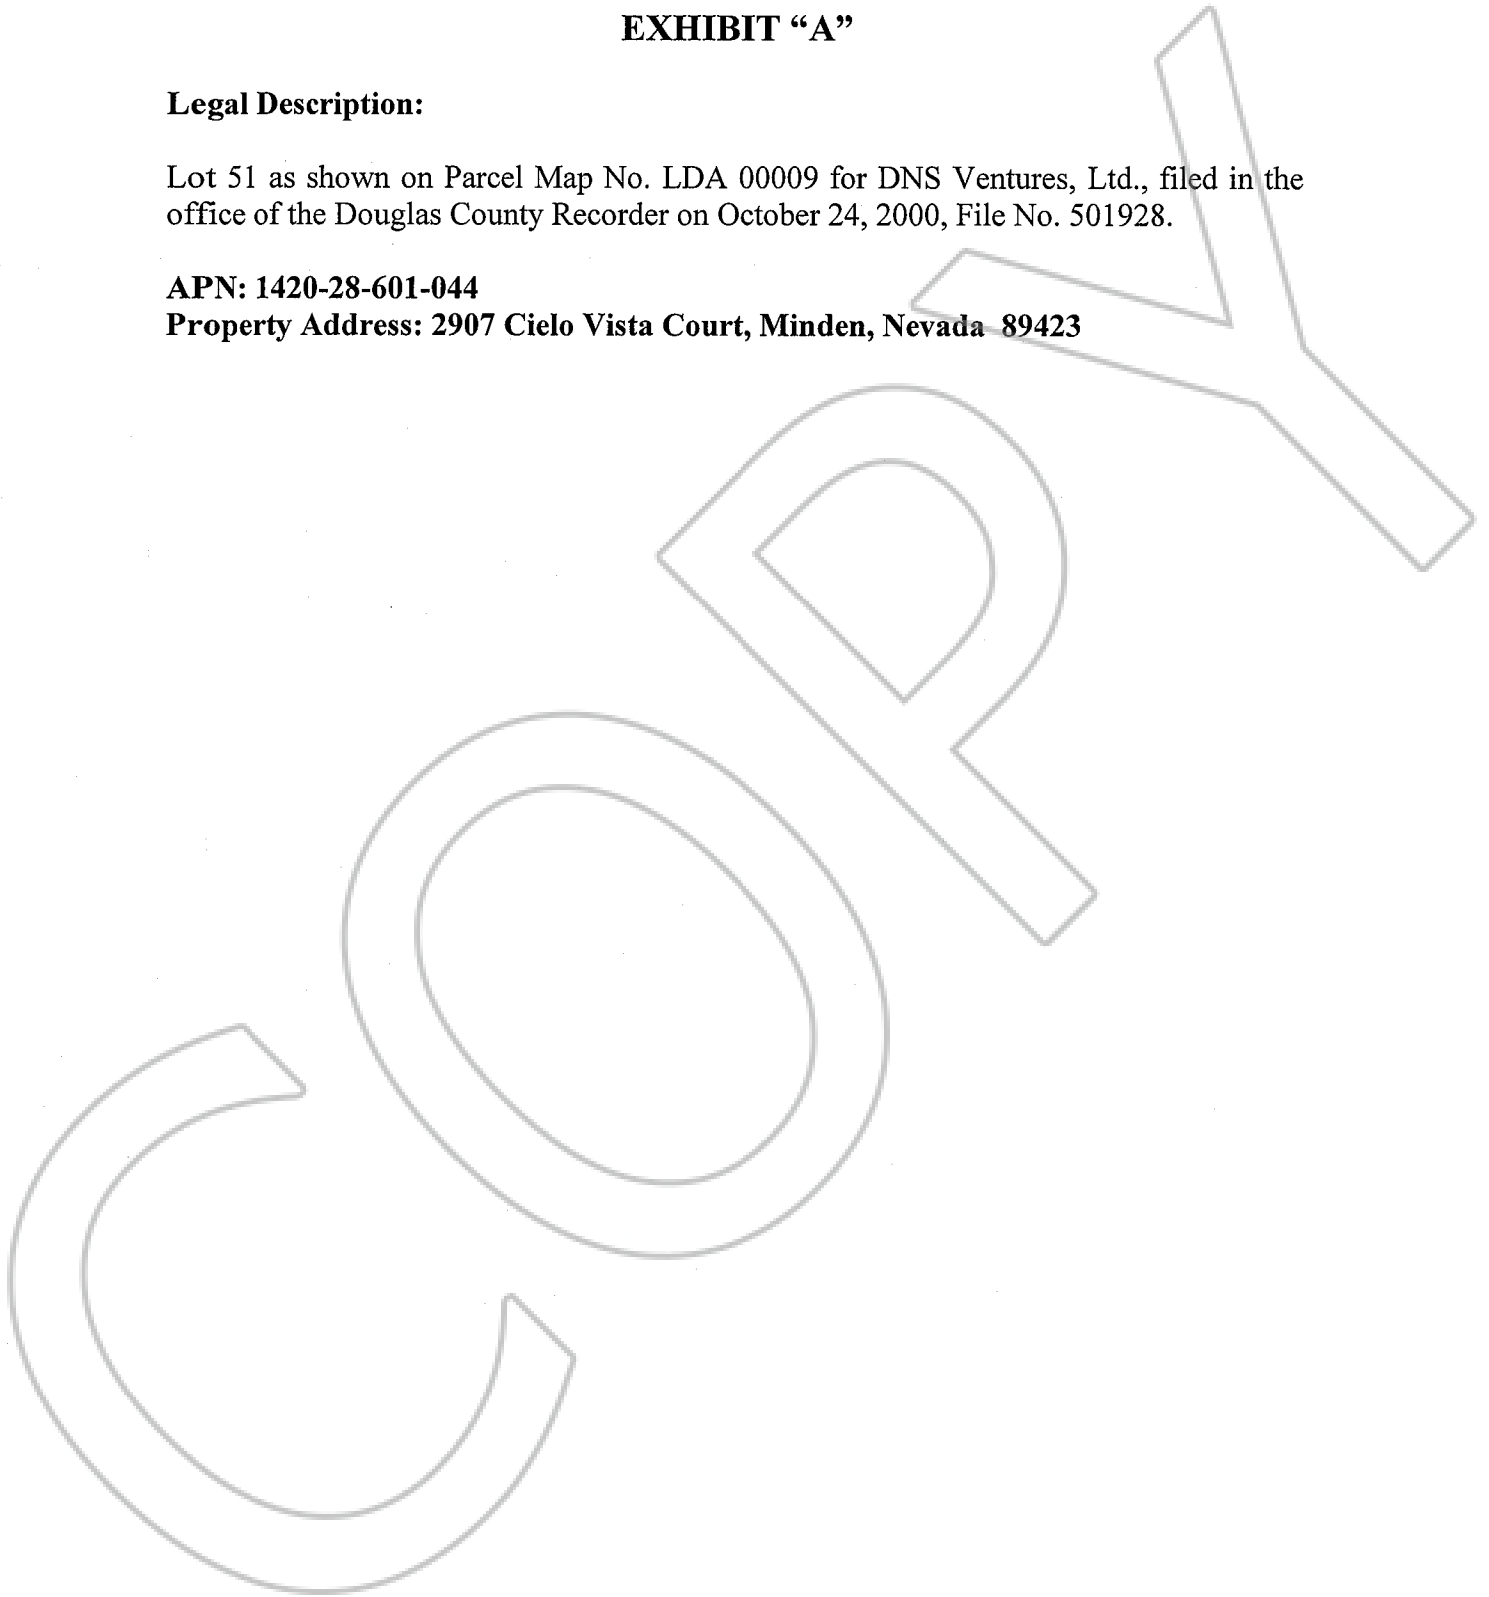 EXHIBIT “A”
Legal Description:
Lot 51 as shown on Parcel Map No. LDA 00009 for DNS Ventures, Ltd., filed in the
office of the Douglas County Recorder on October 24, 2000, File No. 501928.
APN: 1420-28-601-044
Property Address: 2907 Cielo Vista Court, Minden, Nevada  89423
COPY